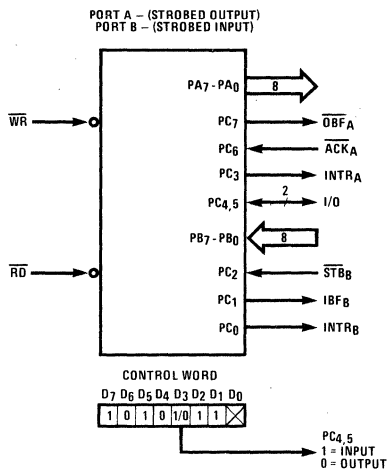 PORT A – (STROBED OUTPUT)
PORT B – (STROBED INPUT)
PA7 - PA0
8
WR
PC7
OBFA
PC6
ACKA
PC3
INTRA
PC4,5
2
I/O
PB7 - PB0
8
RD
PC2
STBB
PC1
IBFB
PC0
INTRB
CONTROL WORD
D7 D6 D5 D4 D3 D2 D1 D0
1 0 1 0 1/0 1 1 X
PC4,5
1 = INPUT
0 = OUTPUT